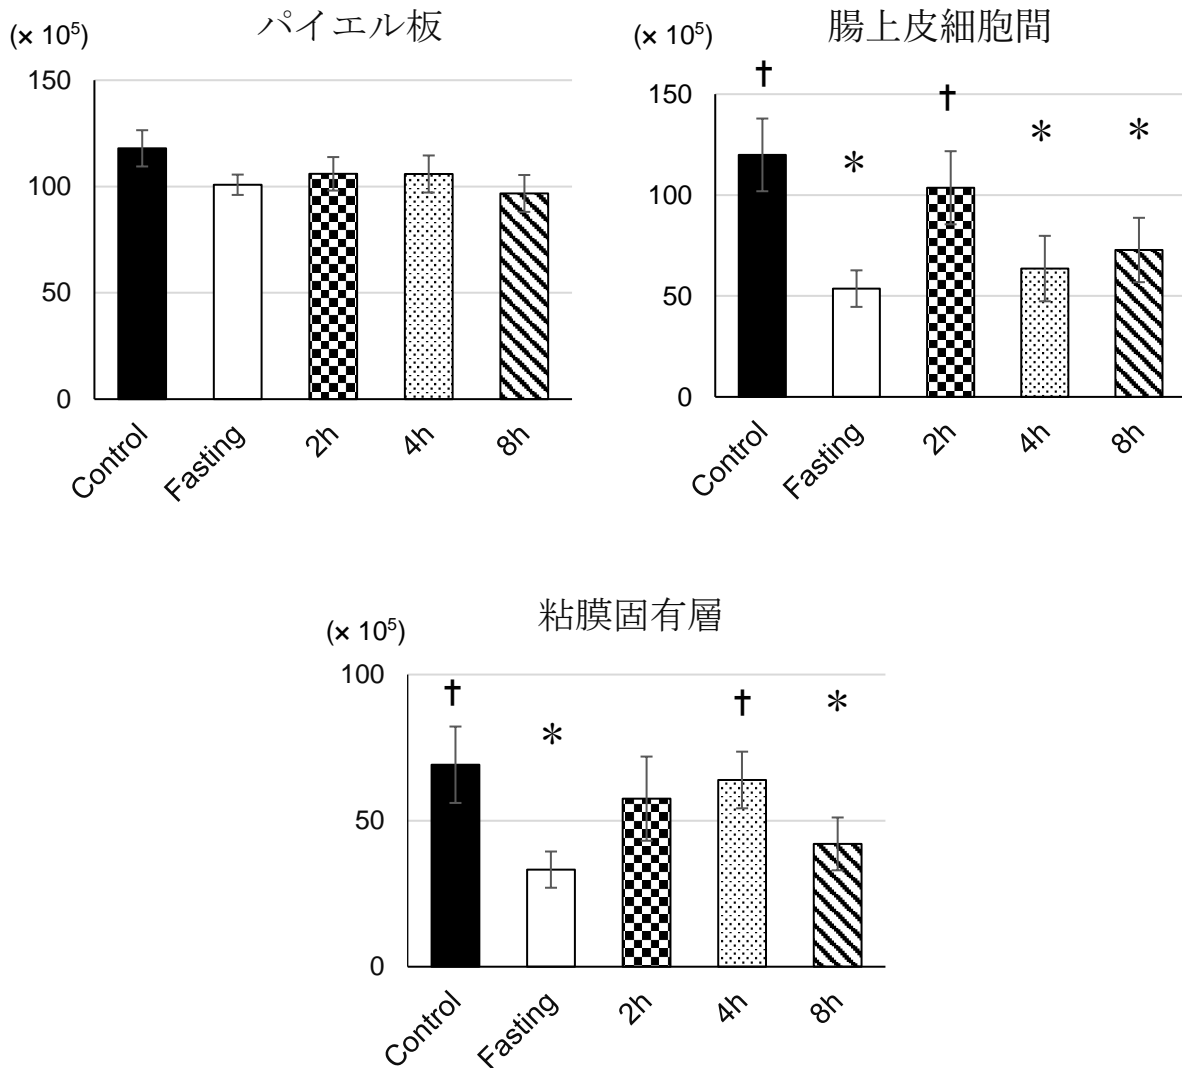 パイエル板
(× 10⁵)
150
100
50
0
Control
Fasting
2h
4h
8h
腸上皮細胞間
(× 10⁵)
†
†
*
*
*
150
100
50
0
Control
Fasting
2h
4h
8h
粘膜固有層
(× 10⁵)
†
†
*
*
100
50
0
Control
Fasting
2h
4h
8h